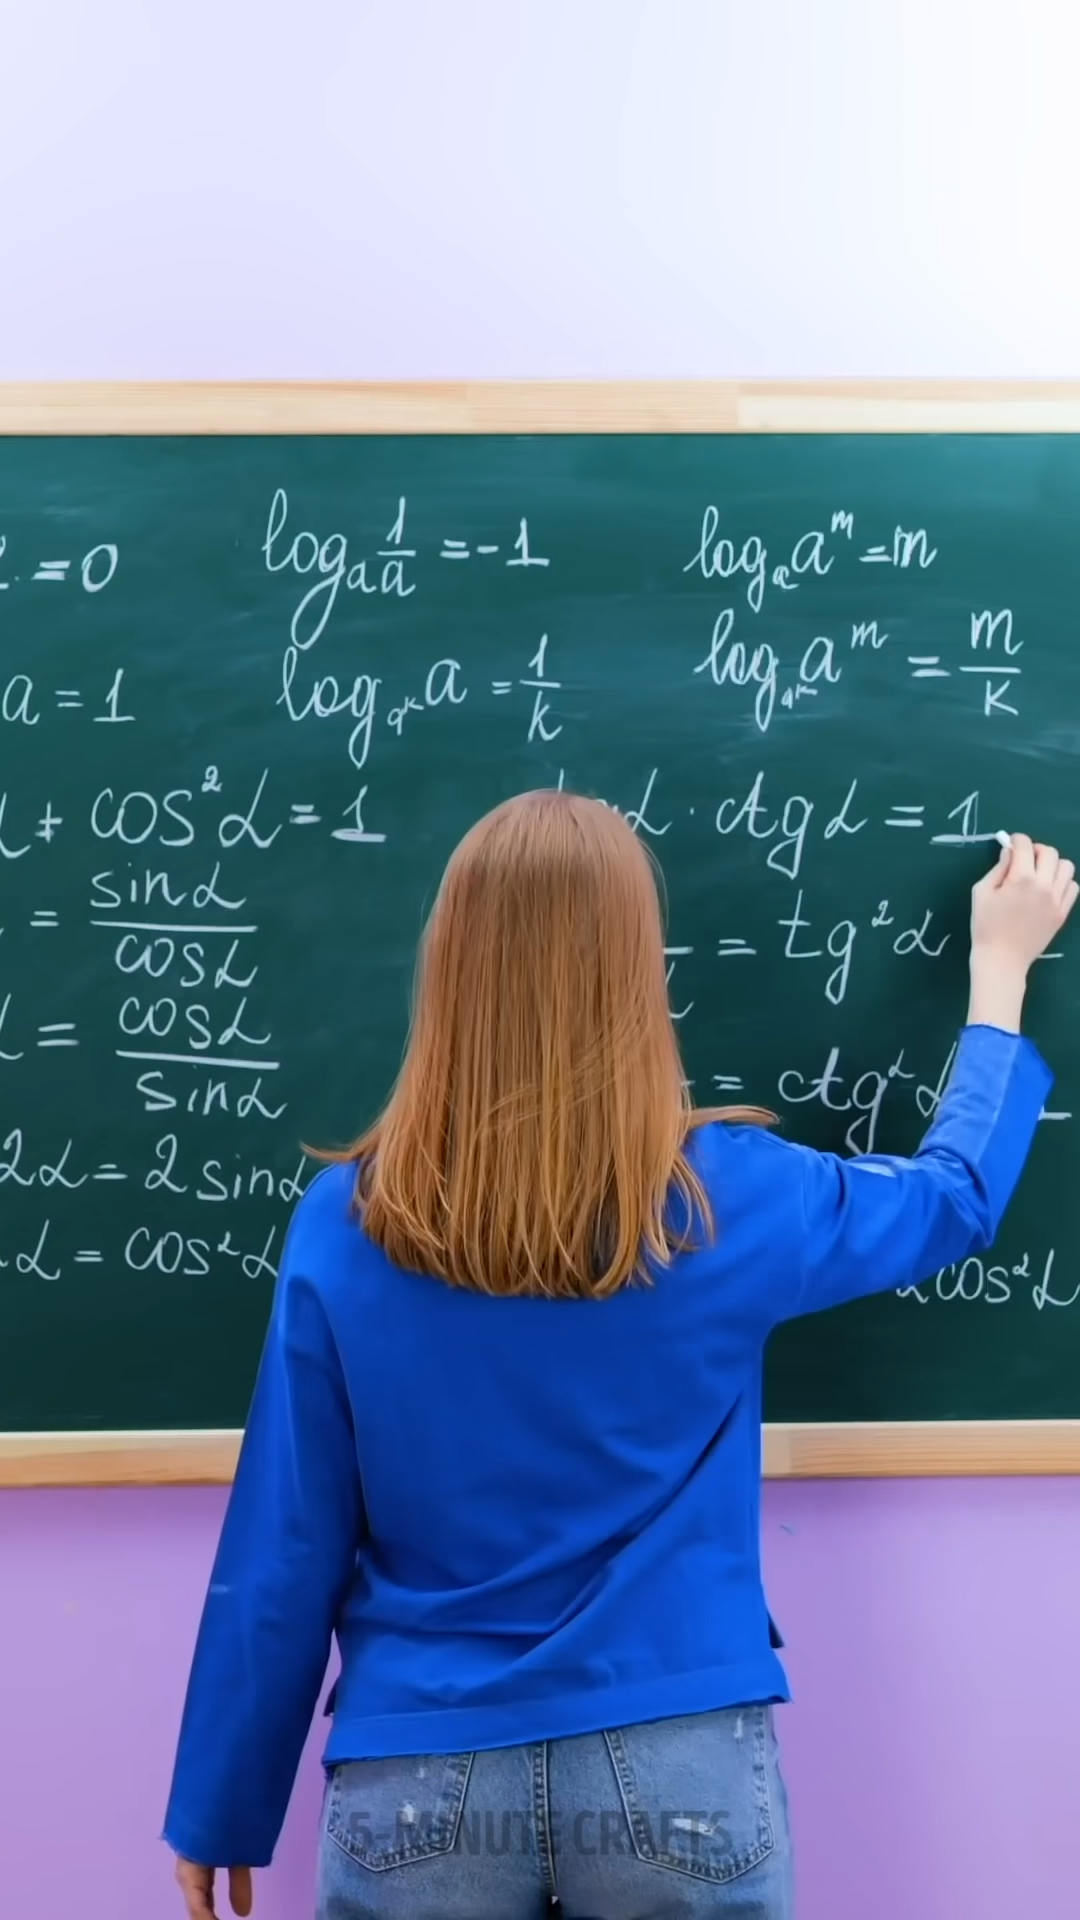 =0
log_a 1/a =-1
log_a a^m =m
a =1
log_a^k a = 1/k
log_a^k a^m = m/k
+ cos²α = 1
α · ctg α = 1
= sinα/cosα
= tg²α
= cosα/sinα
= ctg²α
2α = 2 sinα
α = cos²α
cos²α
5-MINUTE CRAFTS